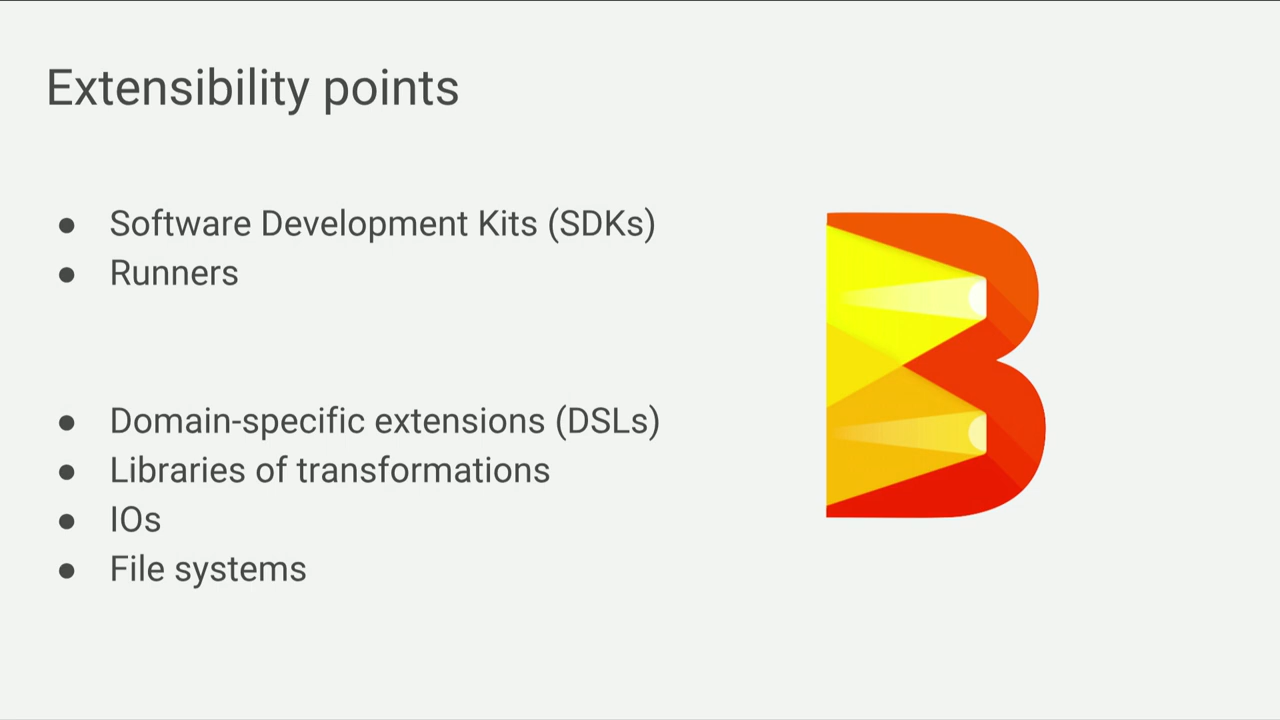 Extensibility points
● Software Development Kits (SDKs)
● Runners
● Domain-specific extensions (DSLs)
● Libraries of transformations
● IOs
● File systems